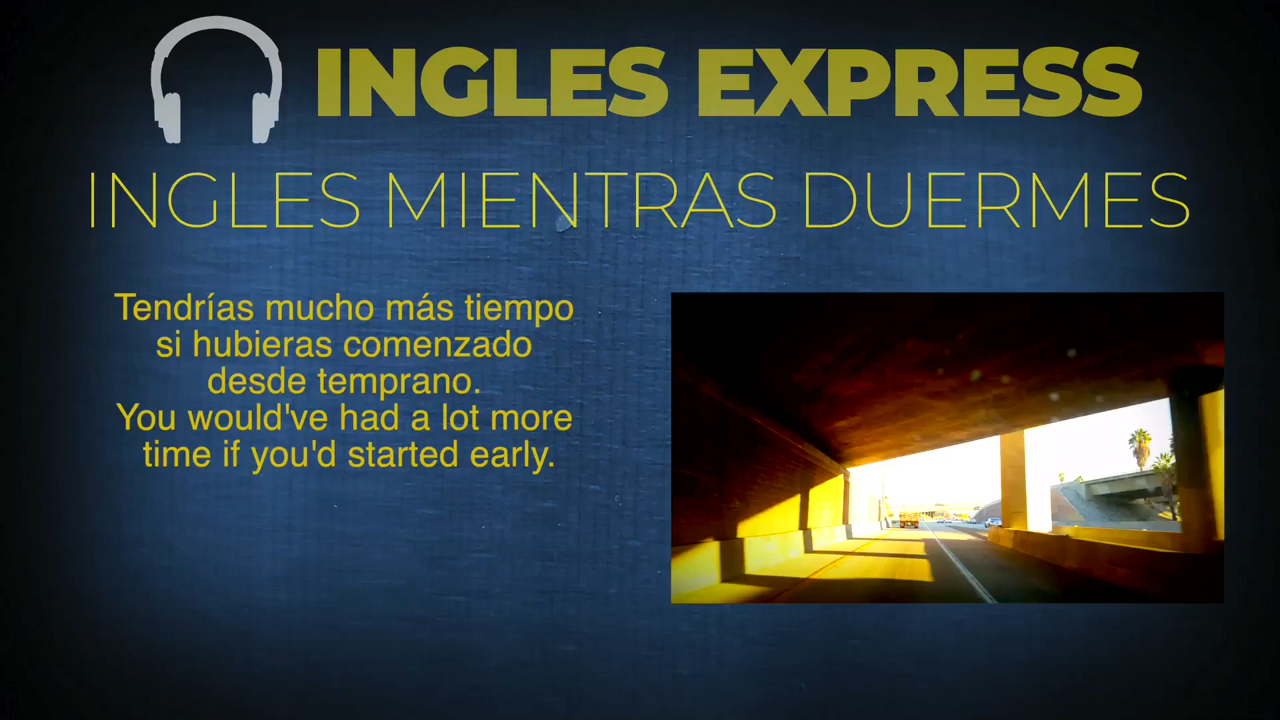 INGLES EXPRESS
INGLES MIENTRAS DUERMES
Tendrías mucho más tiempo
si hubieras comenzado
desde temprano.
You would've had a lot more
time if you'd started early.